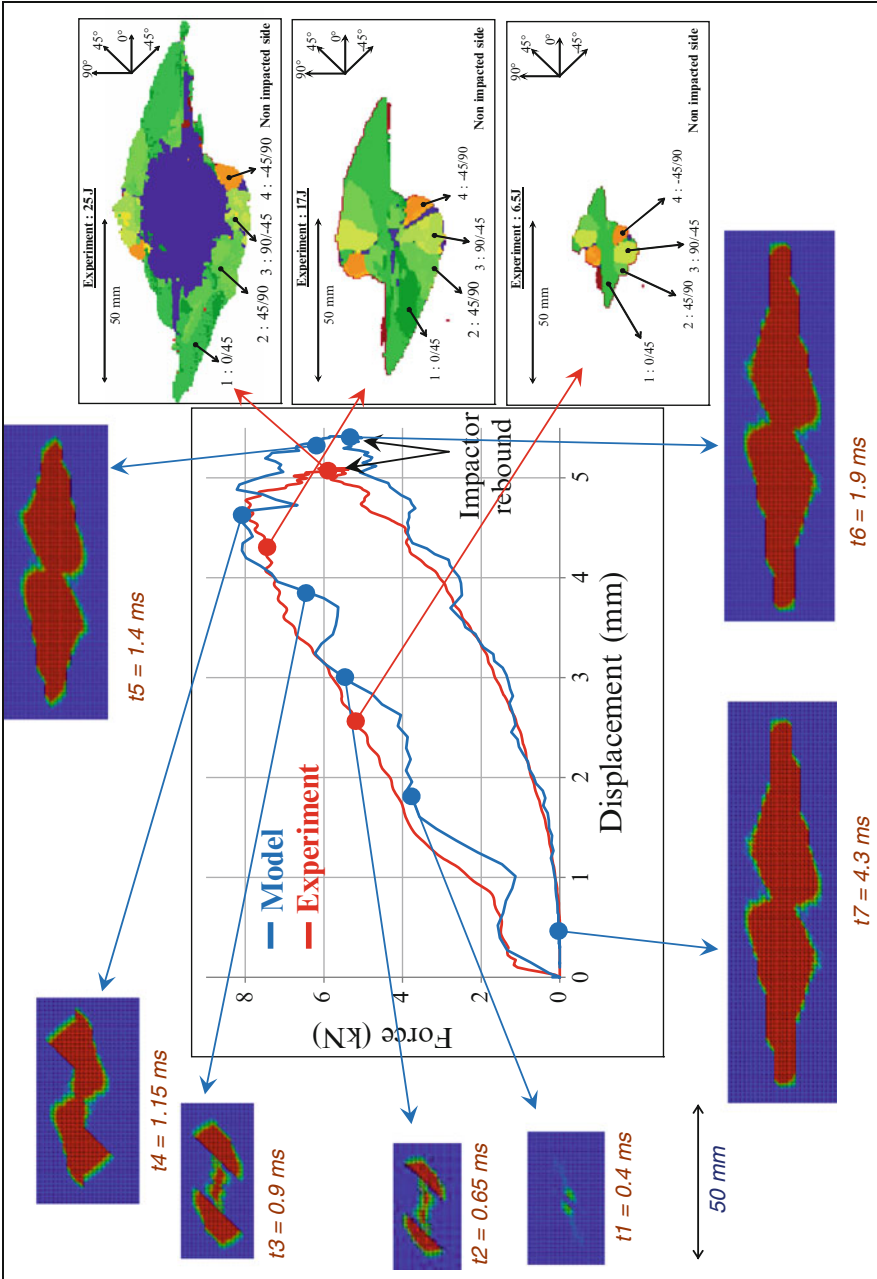 t4 = 1.15 ms
t3 = 0.9 ms
t2 = 0.65 ms
t1 = 0.4 ms
50 mm
t5 = 1.4 ms
Force (kN)
8
6
4
2
0
Model
Experiment
0
1
2
3
4
5
Displacement (mm)
Impactor
rebound
t7 = 4.3 ms
t6 = 1.9 ms
Experiment : 25J
50 mm
90°
45°
0°
-45°
1 : 0/45
2 : 45/90
3 : 90/-45
4 : -45/90
Non impacted side
Experiment : 17J
50 mm
90°
45°
0°
-45°
1 : 0/45
2 : 45/90
3 : 90/-45
4 : -45/90
Non impacted side
Experiment : 6.5J
50 mm
90°
45°
0°
-45°
1 : 0/45
2 : 45/90
3 : 90/-45
4 : -45/90
Non impacted side